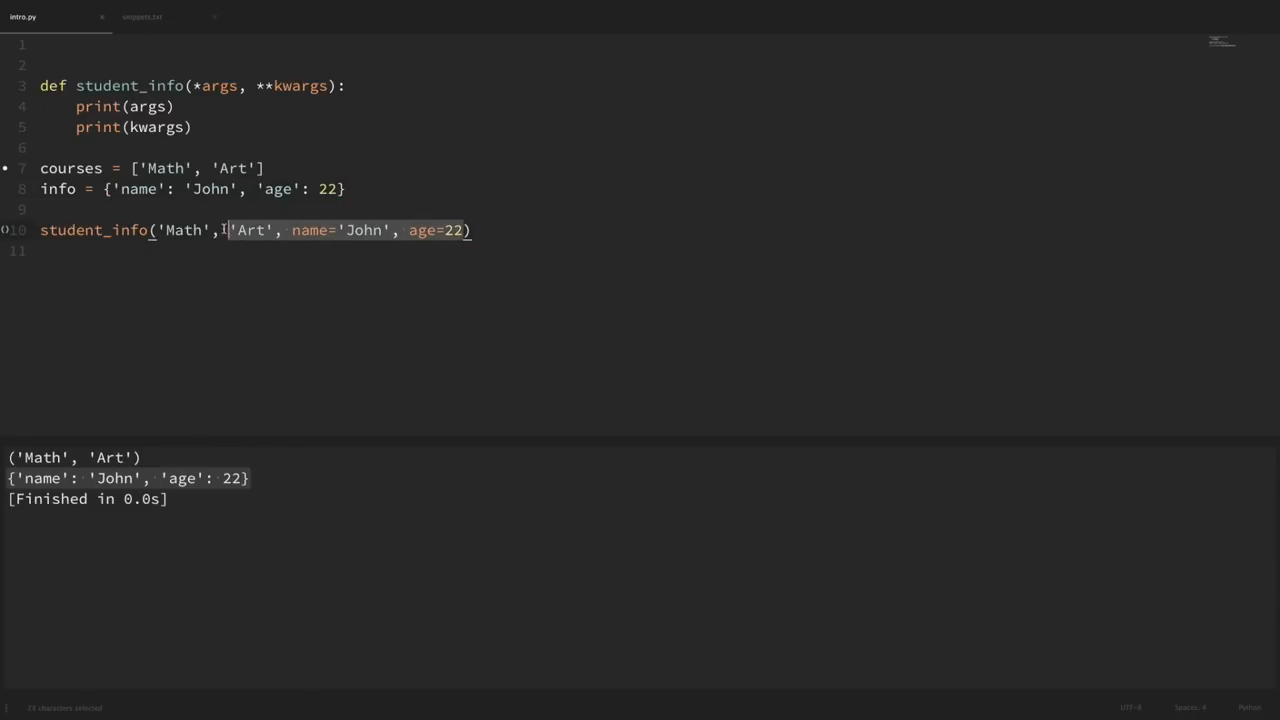 intro.py × snippets.txt ×
1
2
3 def student_info(*args, **kwargs):
4     print(args)
5     print(kwargs)
6
7 courses = ['Math', 'Art']
8 info = {'name': 'John', 'age': 22}
9
10 student_info('Math', 'Art', name='John', age=22)
11
('Math', 'Art')
{'name': 'John', 'age': 22}
[Finished in 0.0s]
characters selected UTF-8 Spaces: 4 Python